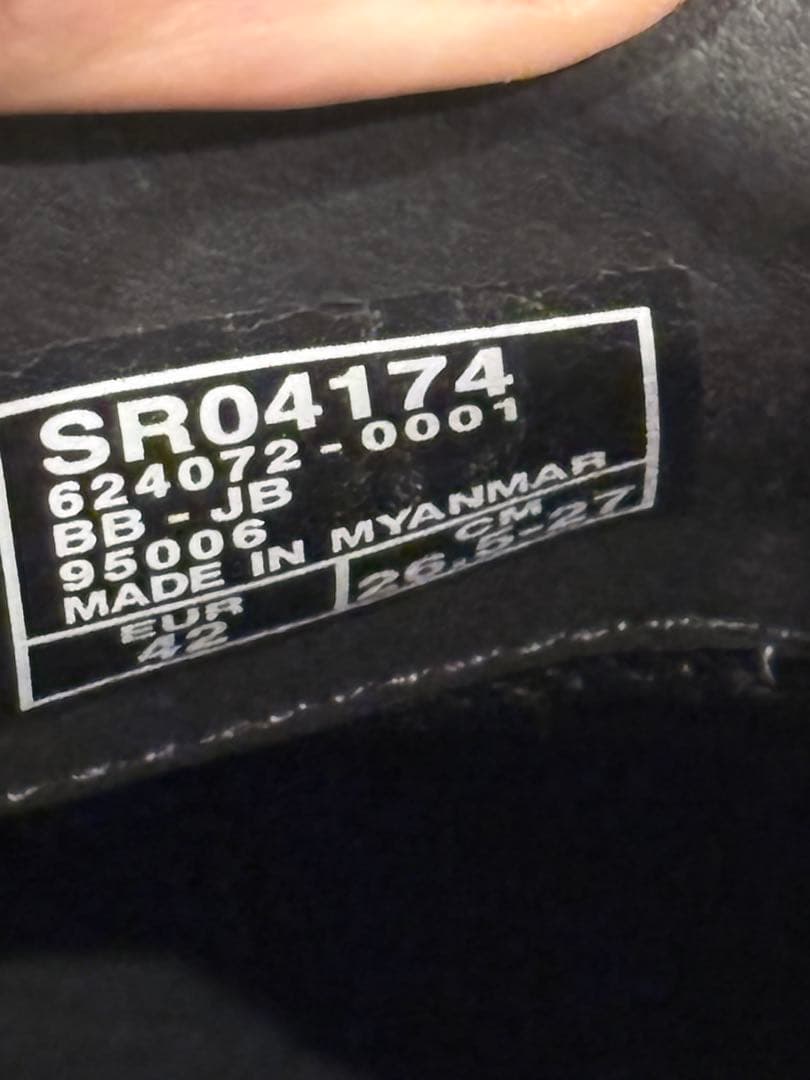 SR04174
624072-0001
BB-JB
95006
MADE IN MYANMAR
EUR
42
CM
26.5-27